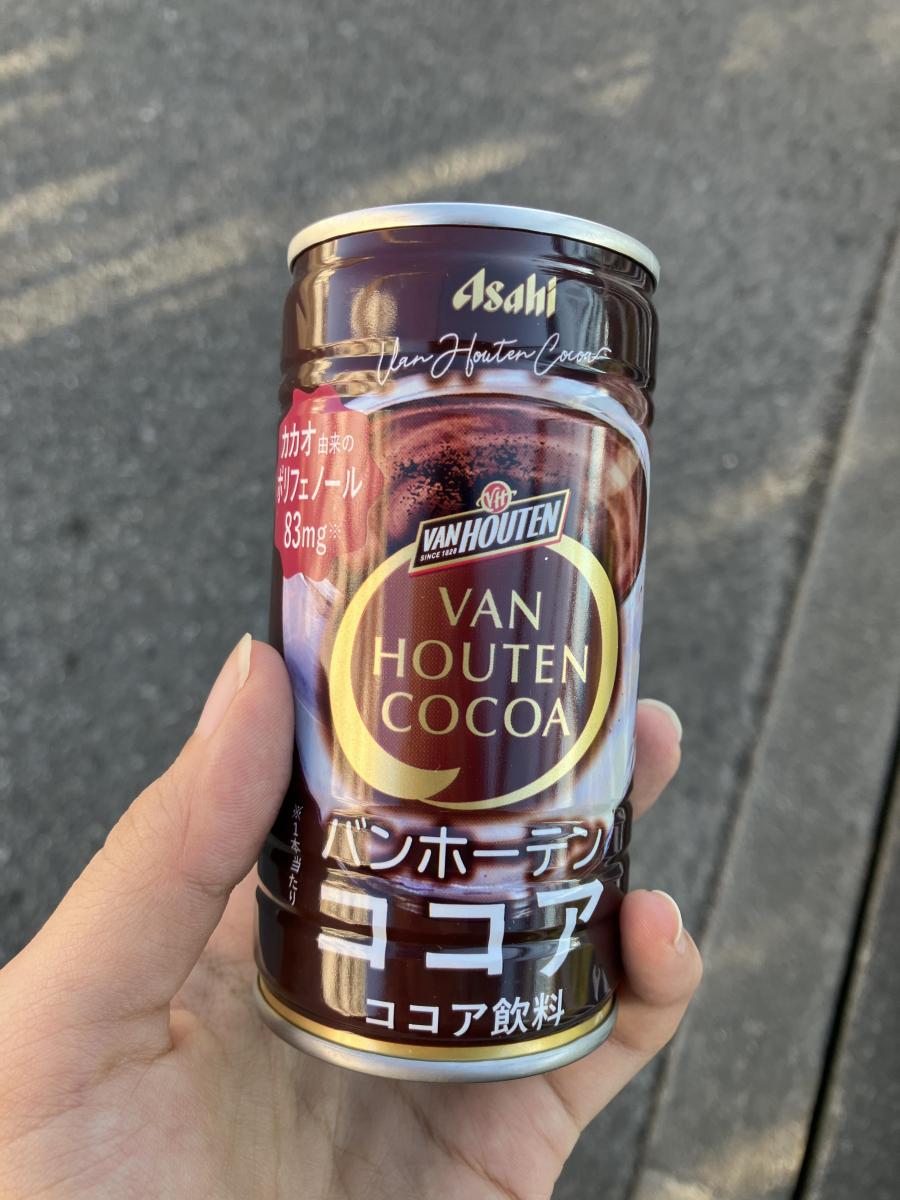 Asahi
Van Houten Cocoa
カカオ由来の
ポリフェノール
83mg※
VH
VAN HOUTEN
SINCE 1828
VAN
HOUTEN
COCOA
※1本当たり
バンホーテン
ココア
ココア飲料